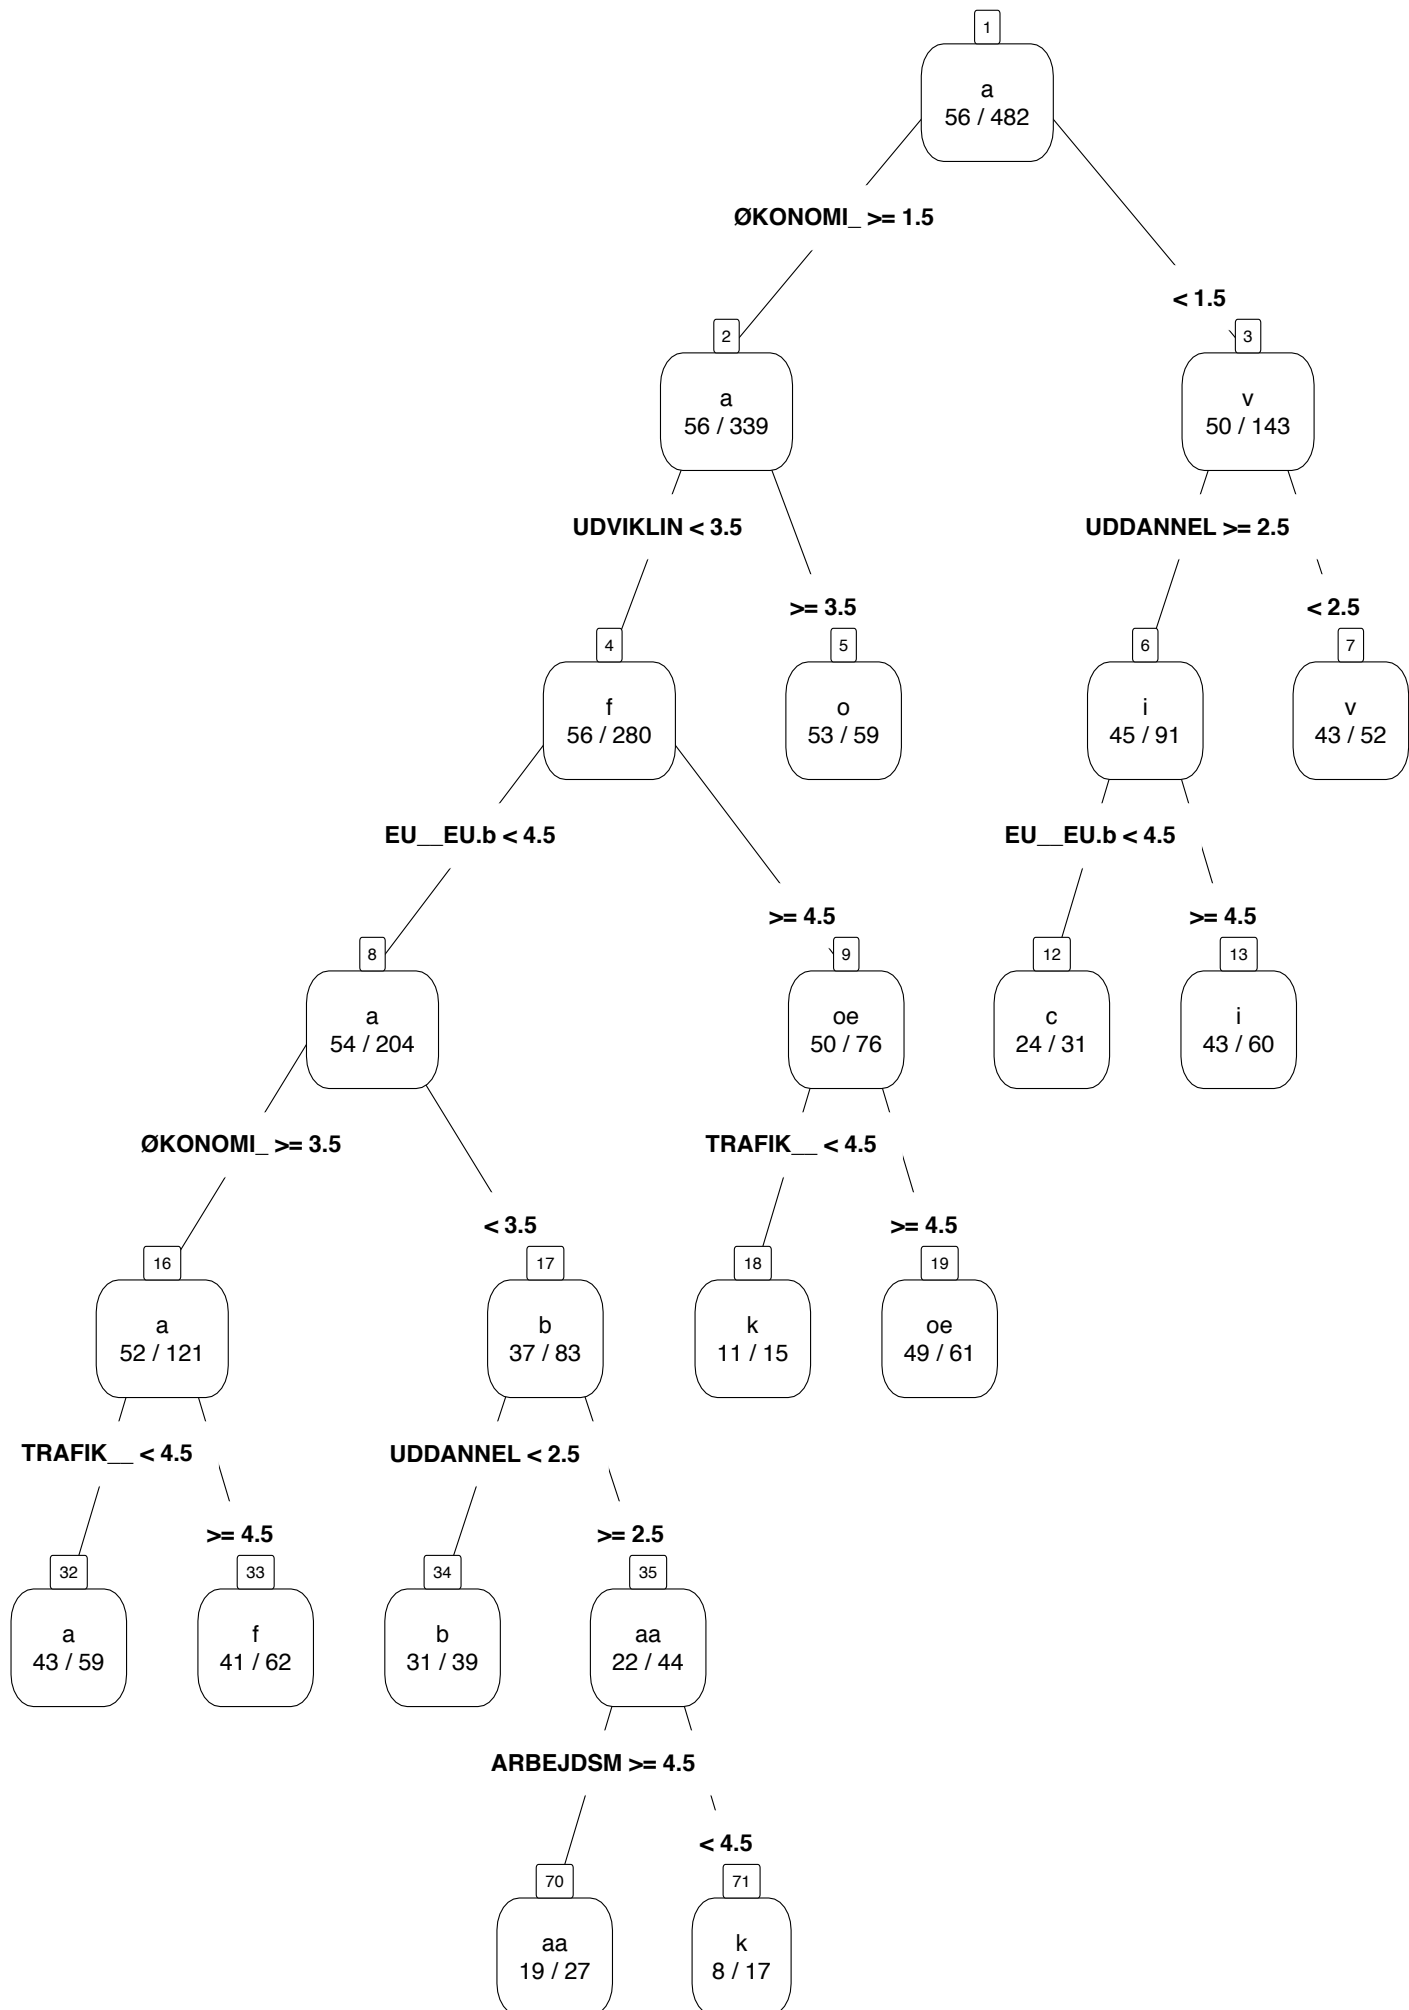 1
a
56 / 482
ØKONOMI_ >= 1.5
< 1.5
2
a
56 / 339
3
v
50 / 143
UDVIKLIN < 3.5
>= 3.5
UDDANNEL >= 2.5
< 2.5
4
f
56 / 280
5
o
53 / 59
6
i
45 / 91
7
v
43 / 52
EU__EU.b < 4.5
>= 4.5
EU__EU.b < 4.5
>= 4.5
8
a
54 / 204
9
oe
50 / 76
12
c
24 / 31
13
i
43 / 60
ØKONOMI_ >= 3.5
< 3.5
TRAFIK__ < 4.5
>= 4.5
16
a
52 / 121
17
b
37 / 83
18
k
11 / 15
19
oe
49 / 61
TRAFIK__ < 4.5
>= 4.5
UDDANNEL < 2.5
>= 2.5
32
a
43 / 59
33
f
41 / 62
34
b
31 / 39
35
aa
22 / 44
ARBEJDSM >= 4.5
< 4.5
70
aa
19 / 27
71
k
8 / 17